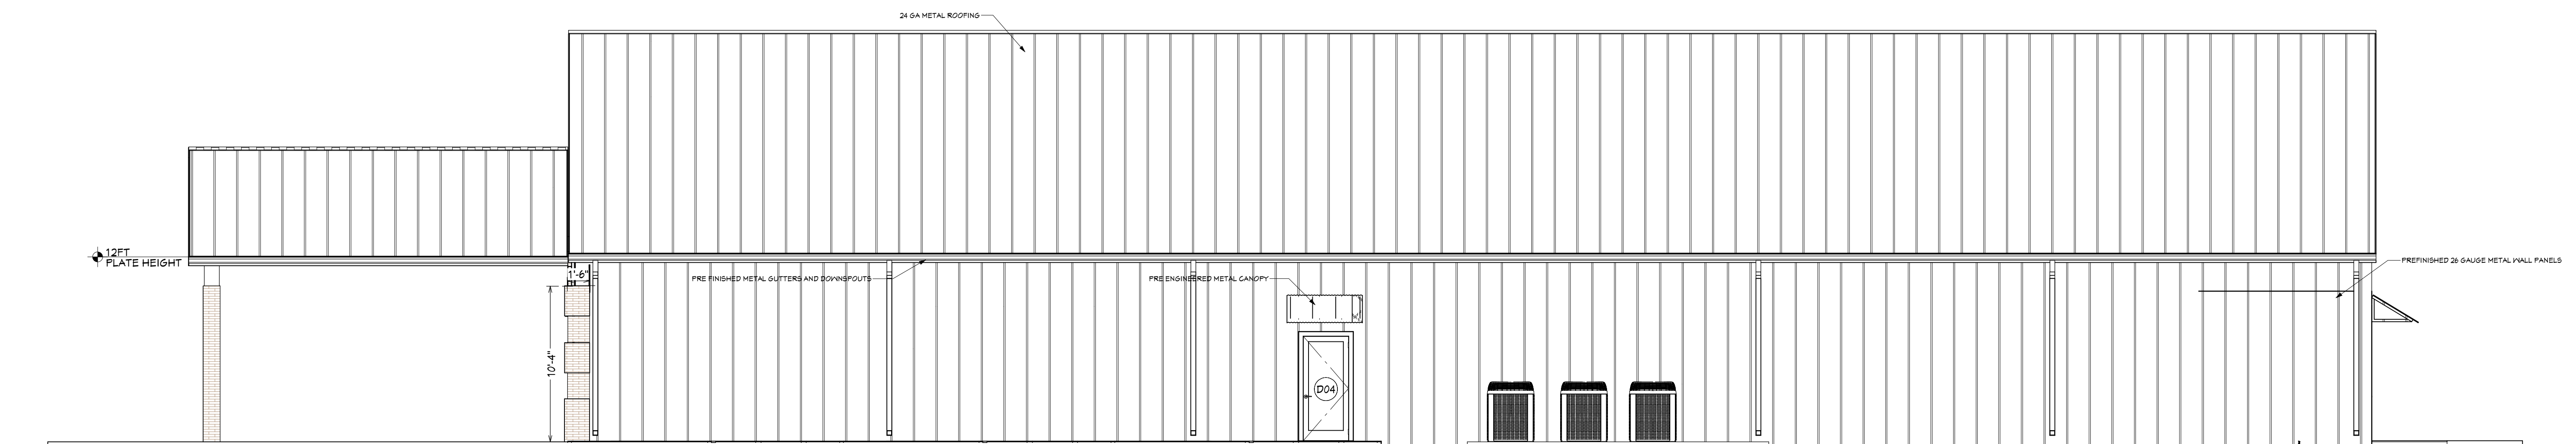 24 GA METAL ROOFING
12FT
PLATE HEIGHT
1'-6"
PRE FINISHED METAL GUTTERS AND DOWNSPOUTS
PRE ENGINEERED METAL CANOPY
PREFINISHED 26 GAUGE METAL WALL PANELS
10'-4"
D04